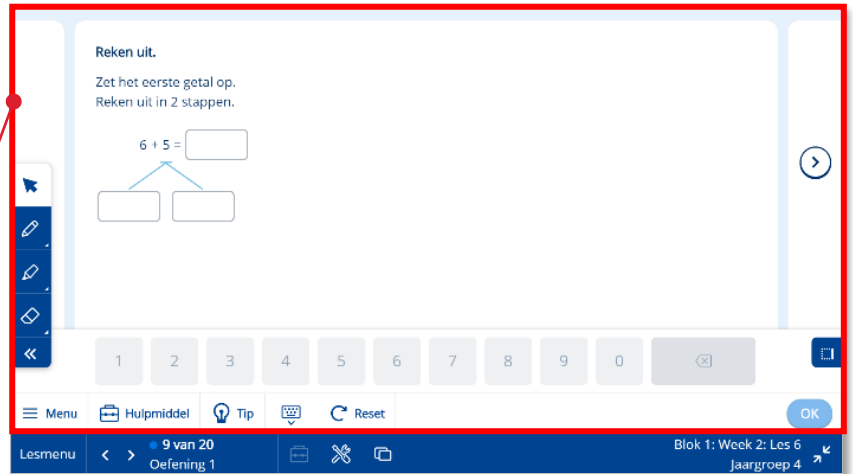 Reken uit.
Zet het eerste getal op.
Reken uit in 2 stappen.
6 + 5 =
1 2 3 4 5 6 7 8 9 0
Menu Hulpmiddel Tip Reset OK
Lesmenu 9 van 20 Blok 1: Week 2: Les 6
Oefening 1 Jaargroep 4